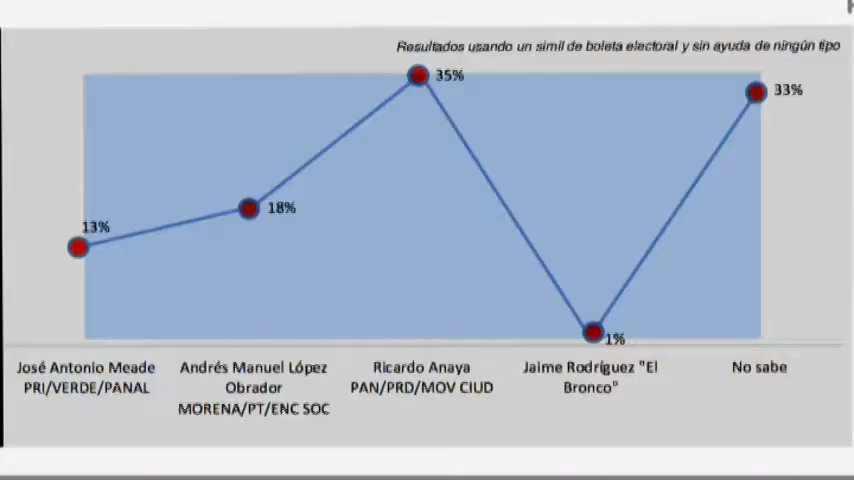 Resultados usando un simil de boleta electoral y sin ayuda de ningún tipo
35%
33%
18%
13%
1%
José Antonio Meade
PRI/VERDE/PANAL
Andrés Manuel López
Obrador
MORENA/PT/ENC SOC
Ricardo Anaya
PAN/PRD/MOV CIUD
Jaime Rodríguez "El
Bronco"
No sabe